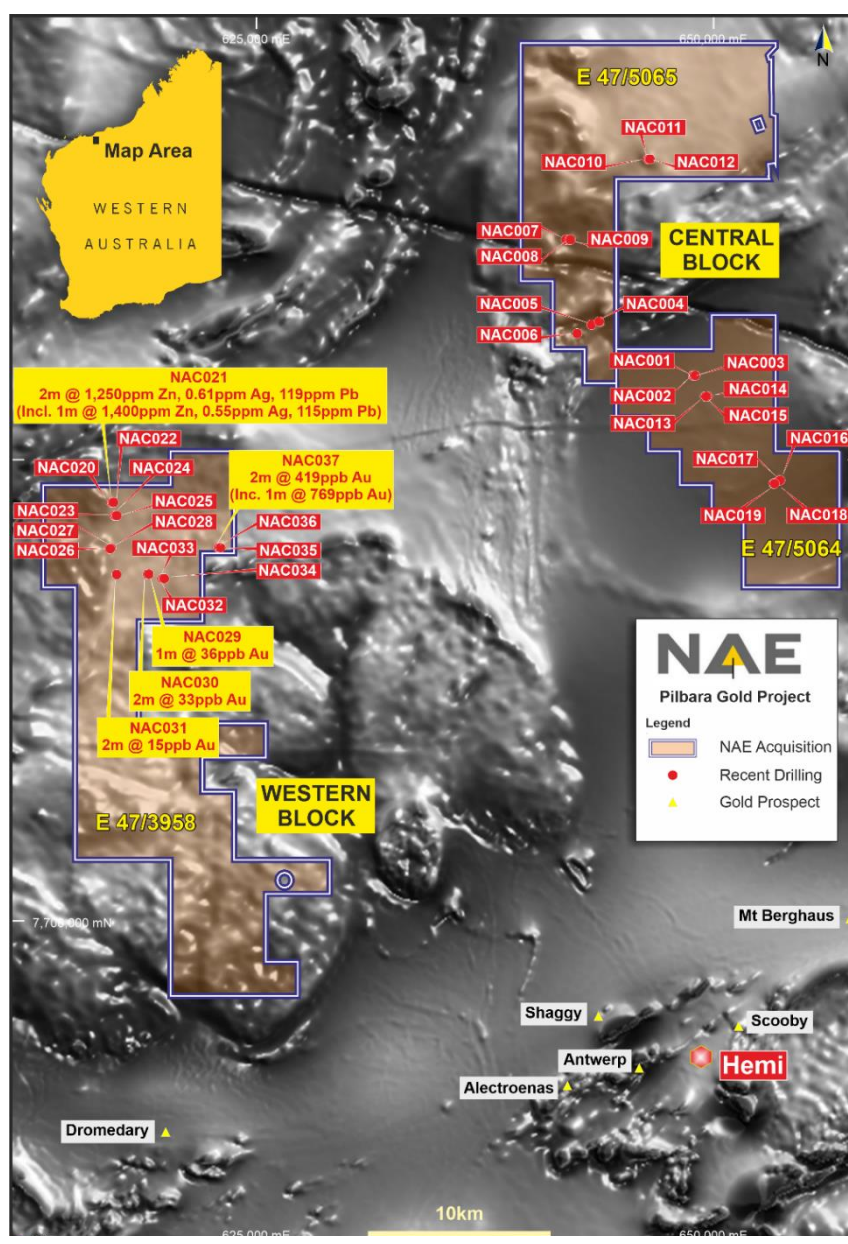 625,000 mE
650,000 mE
N
E 47/5065
Map Area
WESTERN
AUSTRALIA
NAC011
NAC010
NAC012
NAC007
NAC009
NAC008
CENTRAL
BLOCK
NAC005
NAC004
NAC006
NAC001
NAC003
NAC002
NAC014
NAC013
NAC015
NAC016
NAC017
NAC019
NAC018
E 47/5064
NAC021
2m @ 1,250ppm Zn, 0.61ppm Ag, 119ppm Pb
(Incl. 1m @ 1,400ppm Zn, 0.55ppm Ag, 115ppm Pb)
NAC022
NAC020
NAC024
NAC037
2m @ 419ppb Au
(Inc. 1m @ 769ppb Au)
NAC023
NAC025
NAC027
NAC028
NAC036
NAC026
NAC033
NAC035
NAC034
NAC032
NAC029
1m @ 36ppb Au
NAC030
2m @ 33ppb Au
NAC031
2m @ 15ppb Au
NAE
Pilbara Gold Project
Legend
NAE Acquisition
Recent Drilling
Gold Prospect
WESTERN
BLOCK
E 47/3958
7,700,000 mN
Mt Berghaus
Shaggy
Scooby
Antwerp
Hemi
Alectroenas
Dromedary
10km
625,000 mE
650,000 mE